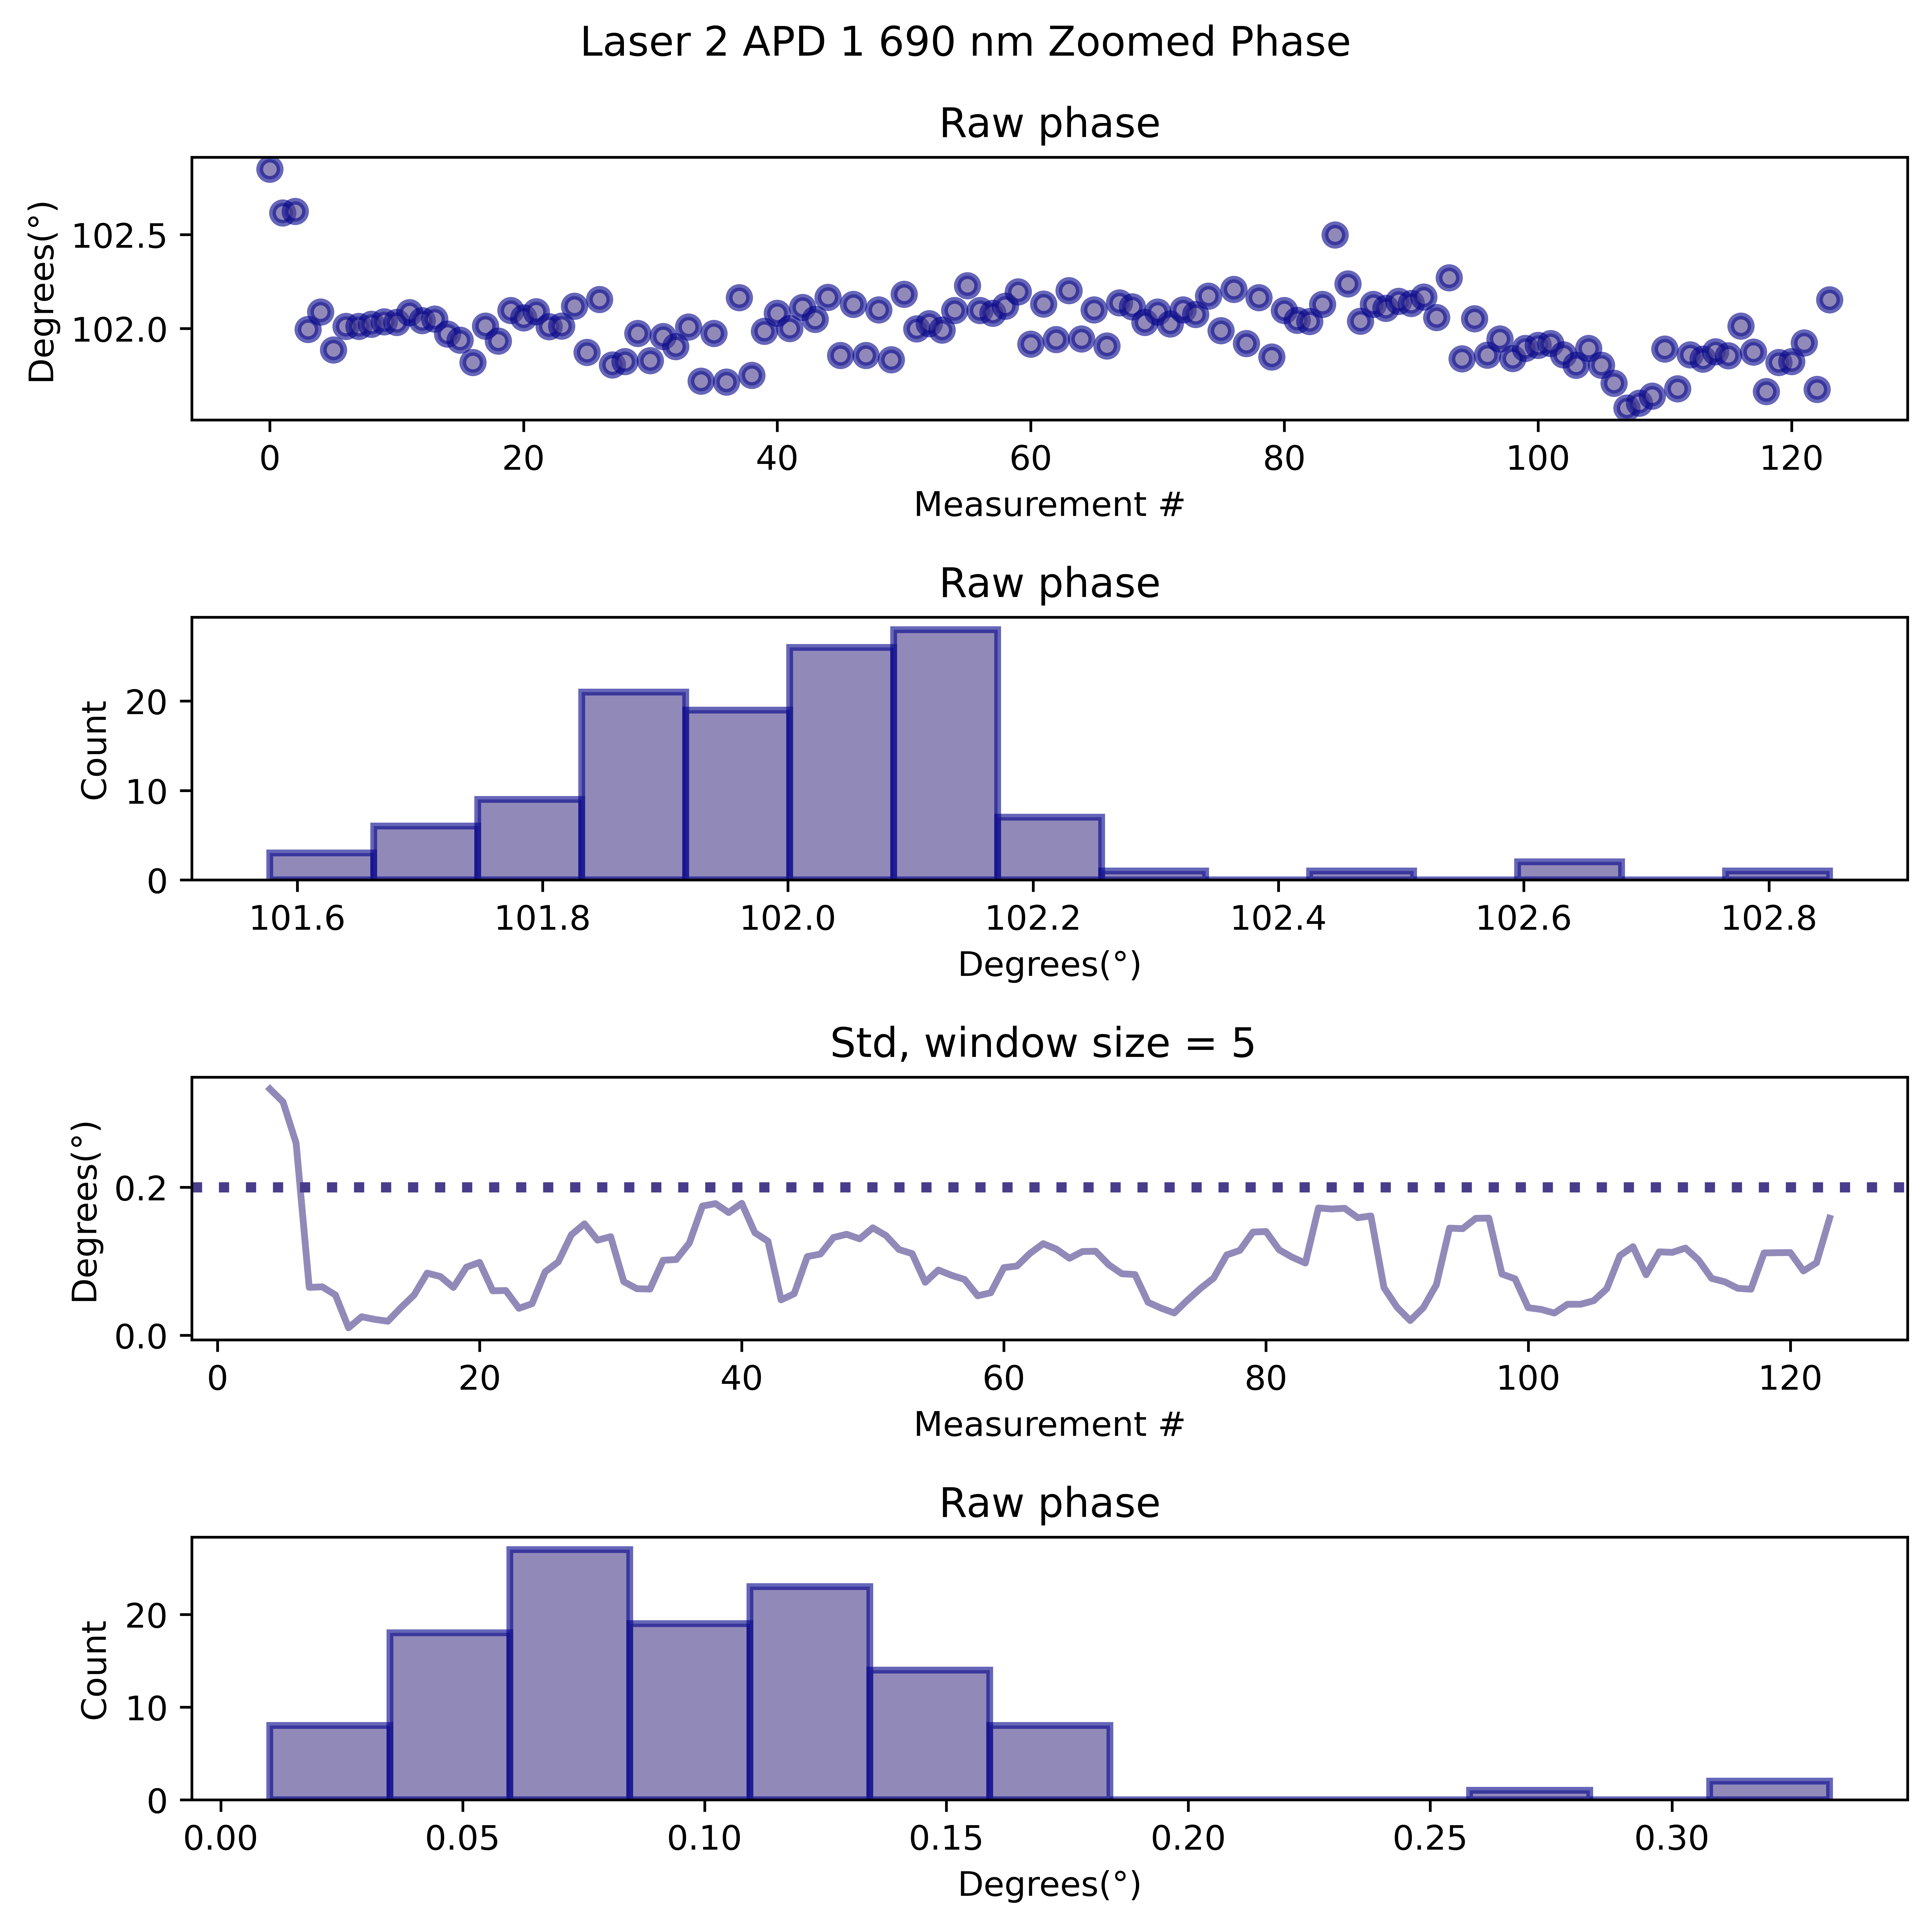 Laser 2 APD 1 690 nm Zoomed Phase
Raw phase
Degrees(°)
102.5
102.0
0 20 40 60 80 100 120
Measurement #
Raw phase
Count
20
10
0
101.6 101.8 102.0 102.2 102.4 102.6 102.8
Degrees(°)
Std, window size = 5
Degrees(°)
0.2
0.0
0 20 40 60 80 100 120
Measurement #
Raw phase
Count
20
10
0
0.00 0.05 0.10 0.15 0.20 0.25 0.30
Degrees(°)